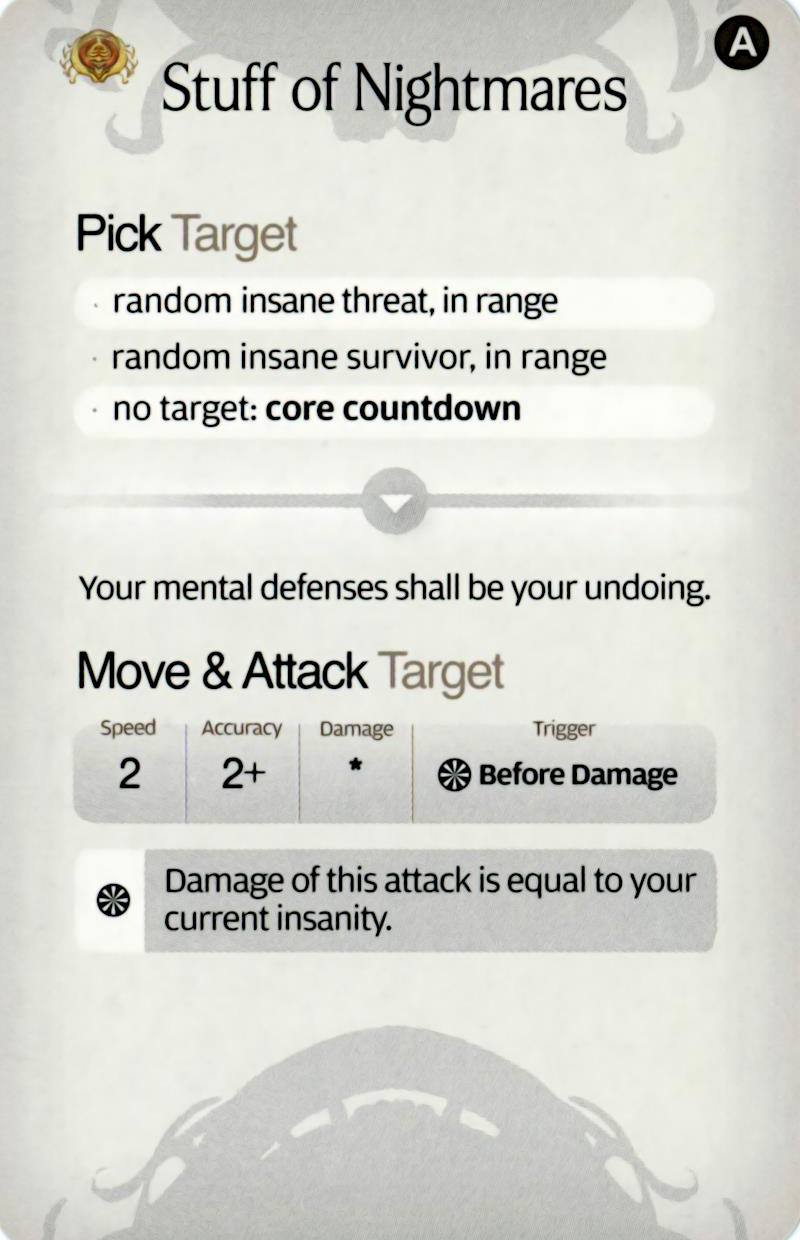 A
Stuff of Nightmares
Pick Target
· random insane threat, in range
· random insane survivor, in range
· no target: core countdown
Your mental defenses shall be your undoing.
Move & Attack Target
Speed Accuracy Damage Trigger
2 2+ * Before Damage
Damage of this attack is equal to your
current insanity.